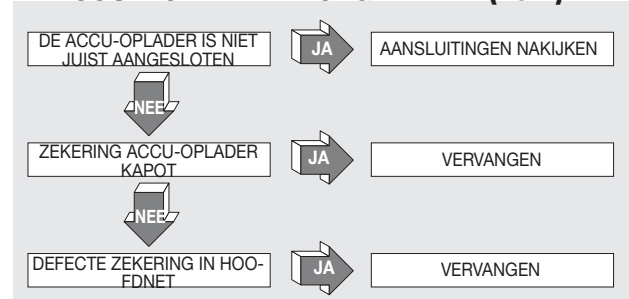 DE ACCU-OPLADER IS NIET
JUIST AANGESLOTEN
JA
AANSLUITINGEN NAKIJKEN
NEE
ZEKERING ACCU-OPLADER
KAPOT
JA
VERVANGEN
NEE
DEFECTE ZEKERING IN HOO-
FDNET
JA
VERVANGEN